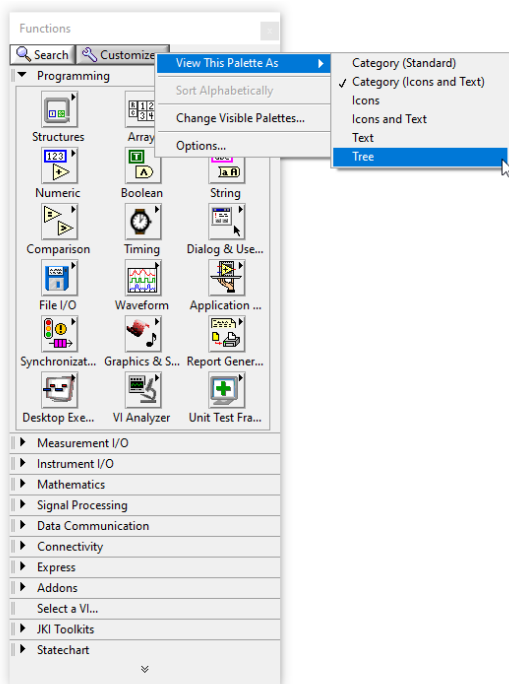 Functions
x
Search Customize
View This Palette As
Sort Alphabetically
Change Visible Palettes...
Options...
Category (Standard)
✓ Category (Icons and Text)
Icons
Icons and Text
Text
Tree
Programming
Structures Array
Numeric Boolean String
Comparison Timing Dialog & Use...
File I/O Waveform Application ...
Synchronizat... Graphics & S... Report Gener...
Desktop Exe... VI Analyzer Unit Test Fra...
Measurement I/O
Instrument I/O
Mathematics
Signal Processing
Data Communication
Connectivity
Express
Addons
Select a VI...
JKI Toolkits
Statechart